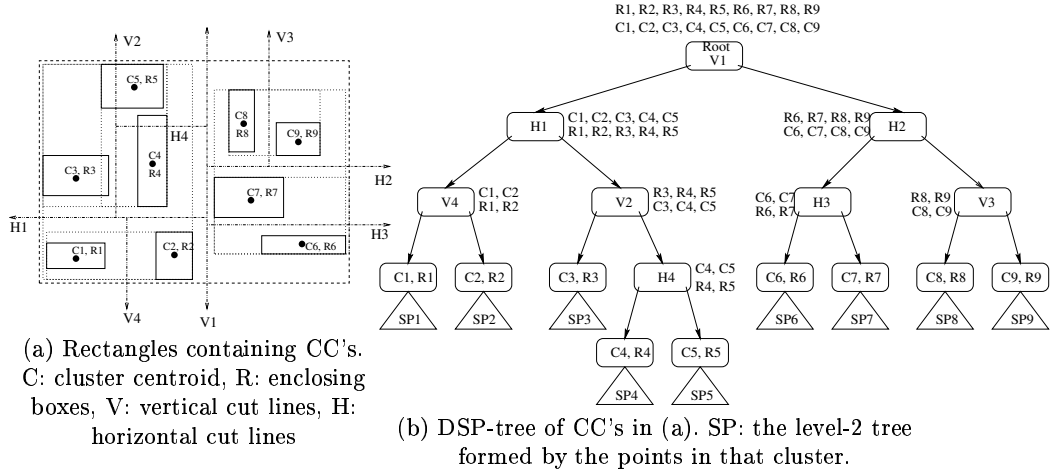 V2
V3
C5, R5
C8
R8
C9, R9
H4
C4
R4
C3, R3
H2
C7, R7
H1
H3
C1, R1
C2, R2
C6, R6
V4
V1
(a) Rectangles containing CC's.
C: cluster centroid, R: enclosing
boxes, V: vertical cut lines, H:
horizontal cut lines
R1, R2, R3, R4, R5, R6, R7, R8, R9
C1, C2, C3, C4, C5, C6, C7, C8, C9
Root
V1
H1
C1, C2, C3, C4, C5
R1, R2, R3, R4, R5
R6, R7, R8, R9
C6, C7, C8, C9
H2
V4
C1, C2
R1, R2
V2
R3, R4, R5
C3, C4, C5
C6, C7
R6, R7
H3
R8, R9
C8, C9
V3
C1, R1
C2, R2
C3, R3
H4
C4, C5
R4, R5
C6, R6
C7, R7
C8, R8
C9, R9
SP1
SP2
SP3
SP6
SP7
SP8
SP9
C4, R4
C5, R5
SP4
SP5
(b) DSP-tree of CC's in (a). SP: the level-2 tree
formed by the points in that cluster.